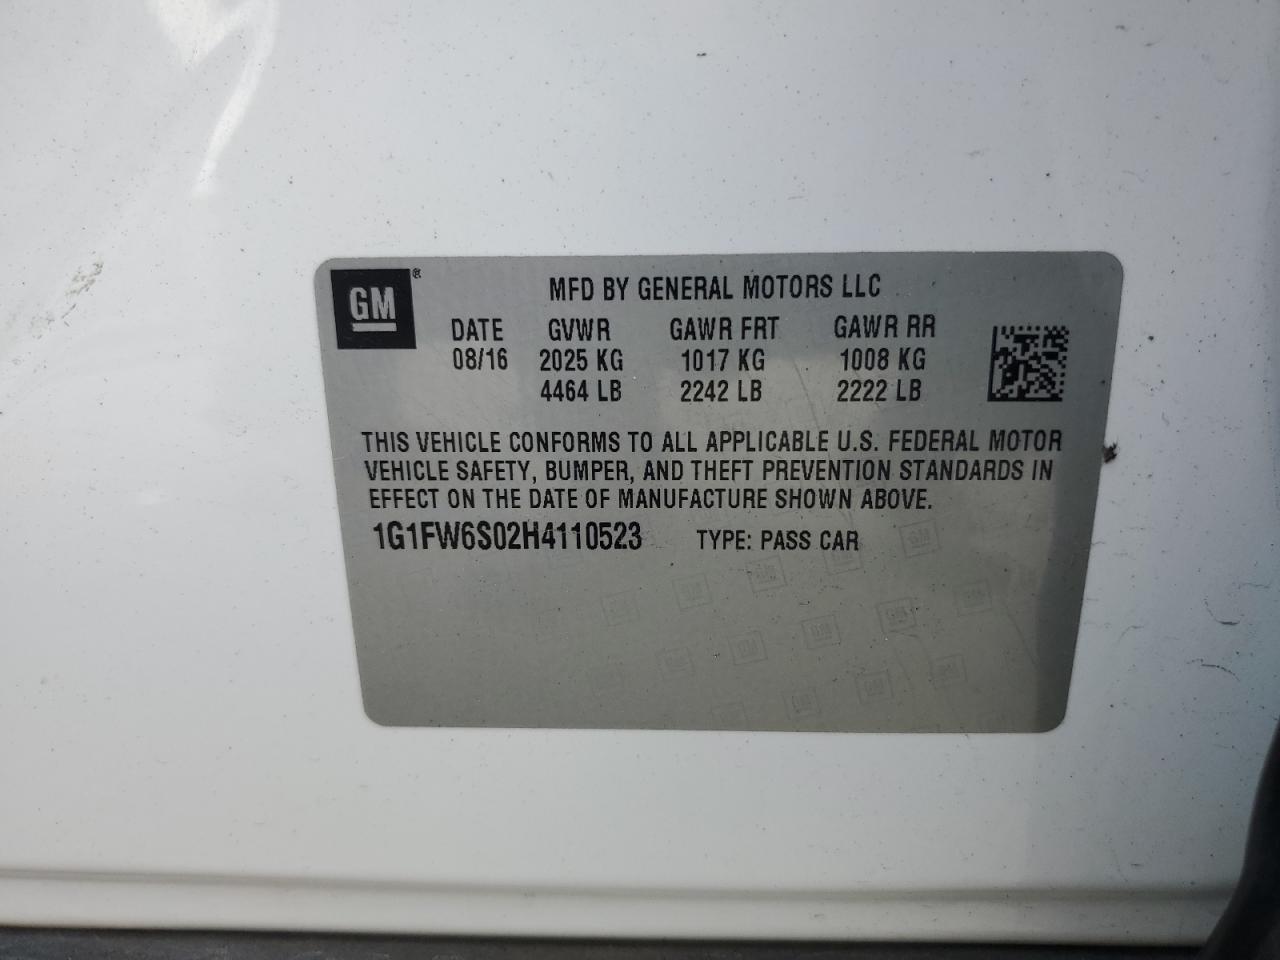 GM®
MFD BY GENERAL MOTORS LLC
DATE GVWR GAWR FRT GAWR RR
08/16 2025 KG 1017 KG 1008 KG
4464 LB 2242 LB 2222 LB
THIS VEHICLE CONFORMS TO ALL APPLICABLE U.S. FEDERAL MOTOR
VEHICLE SAFETY, BUMPER, AND THEFT PREVENTION STANDARDS IN
EFFECT ON THE DATE OF MANUFACTURE SHOWN ABOVE.
1G1FW6S02H4110523 TYPE: PASS CAR